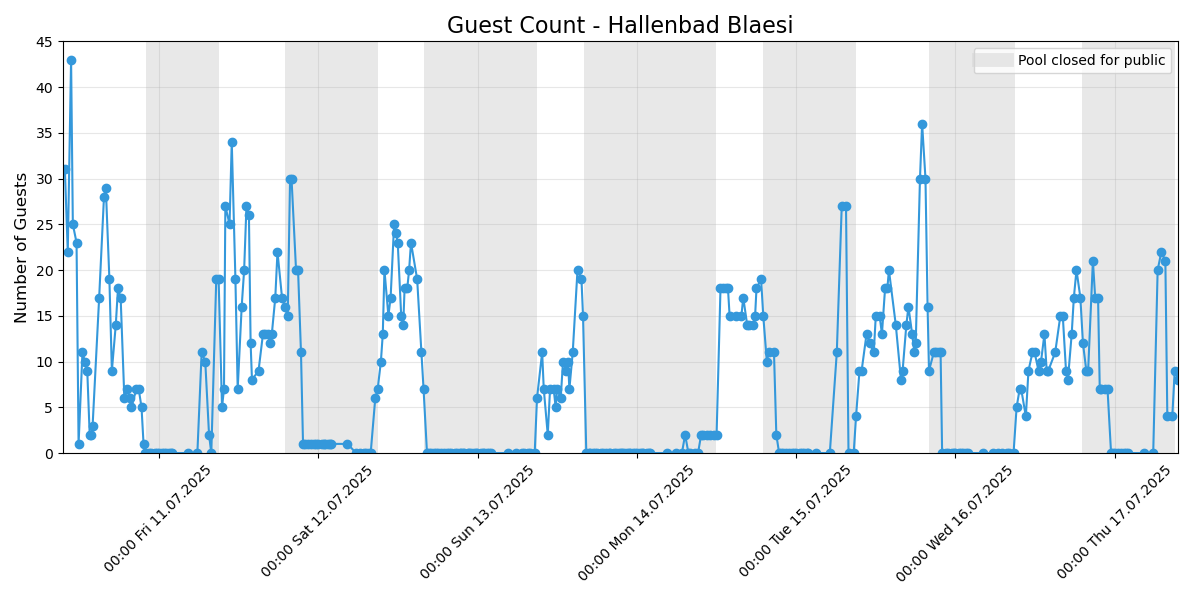 Guest Count - Hallenbad Blaesi
Pool closed for public
Number of Guests
45
40
35
30
25
20
15
10
5
0
00:00 Fri 11.07.2025
00:00 Sat 12.07.2025
00:00 Sun 13.07.2025
00:00 Mon 14.07.2025
00:00 Tue 15.07.2025
00:00 Wed 16.07.2025
00:00 Thu 17.07.2025